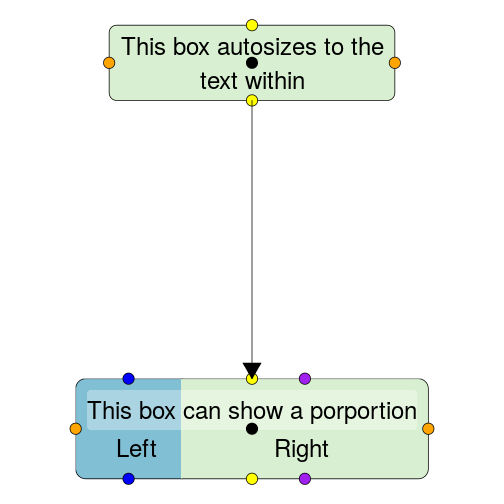 This box autosizes to the
text within
This box can show a porportion
Left Right